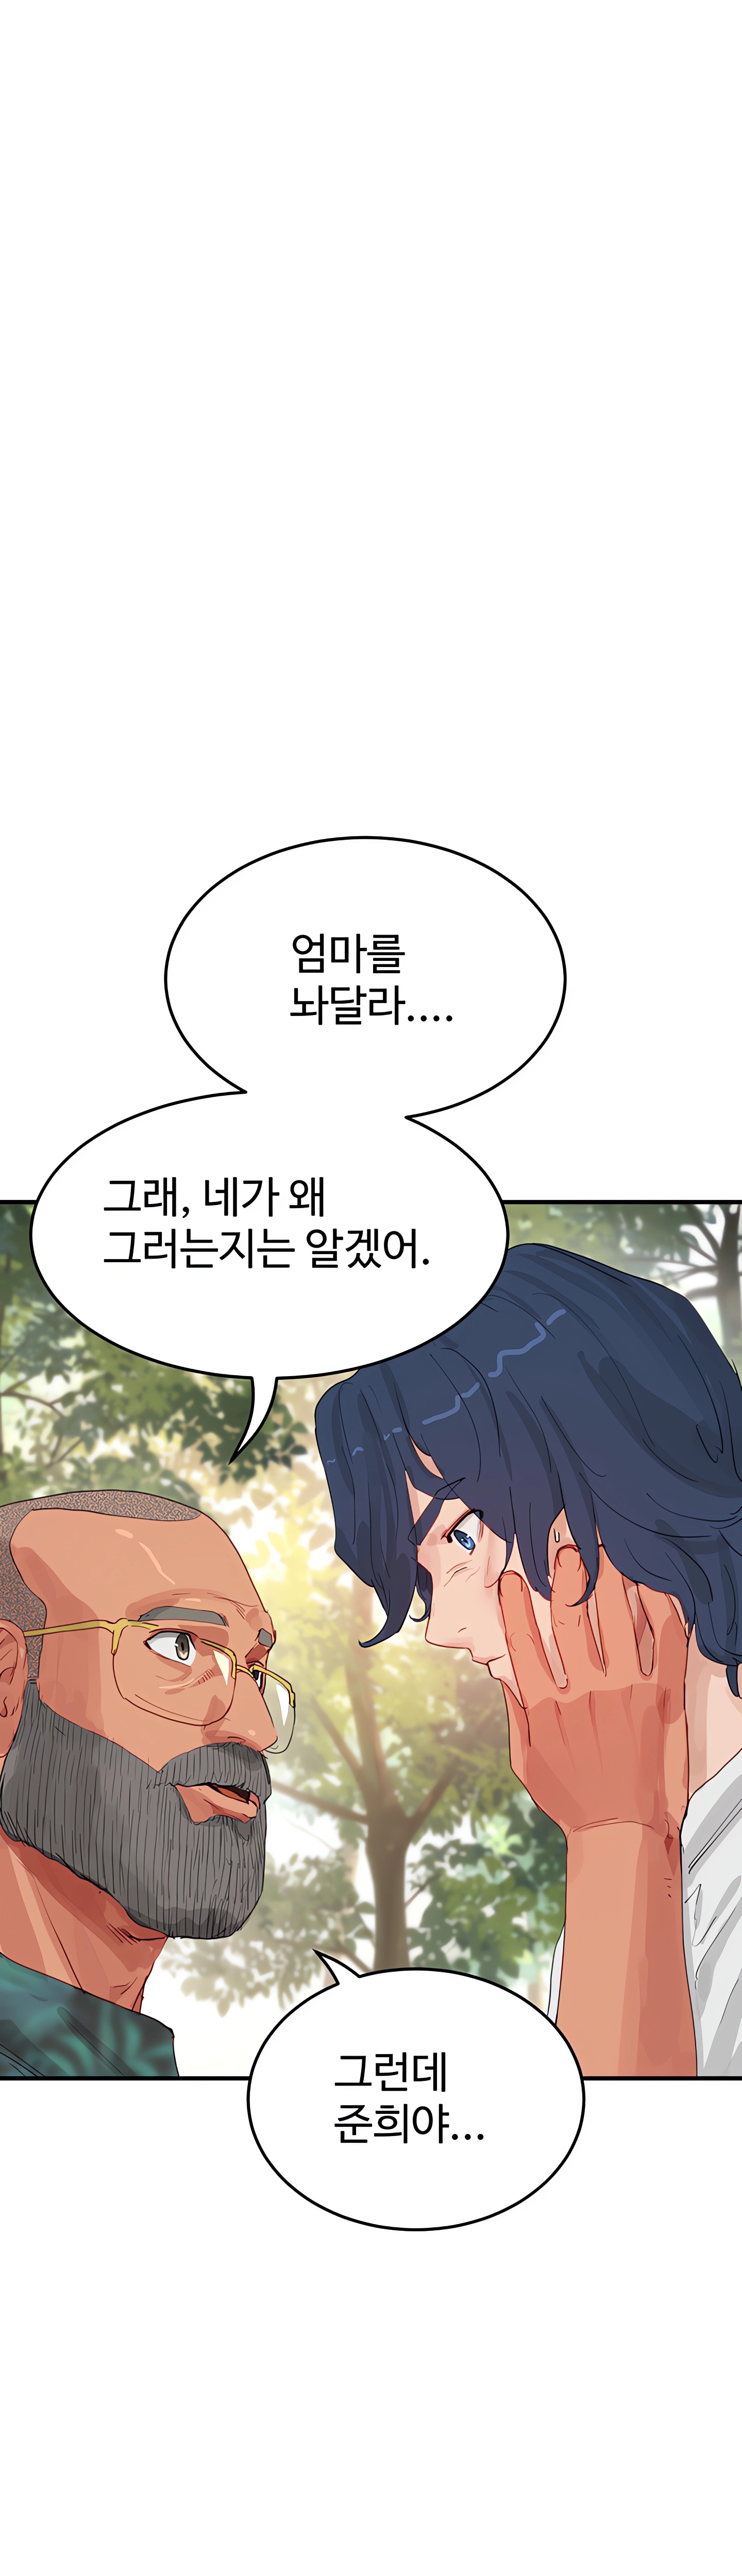 엄마를
놔달라....
그래, 네가 왜
그러는지는 알겠어.
그런데
준희야...